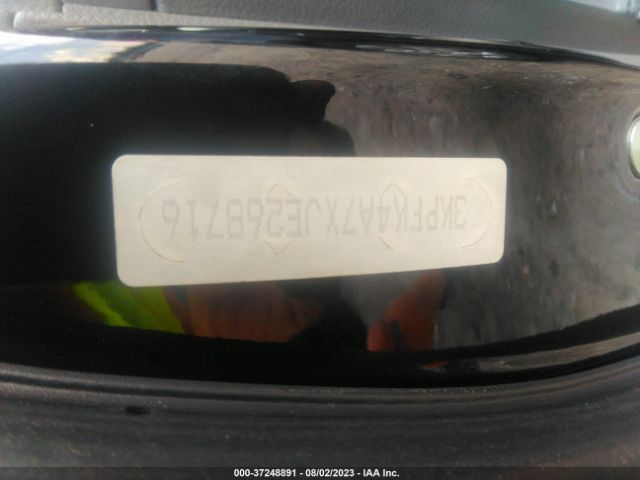 3KPFK4A7XJE268716
000-37248891 - 08/02/2023 - IAA Inc.